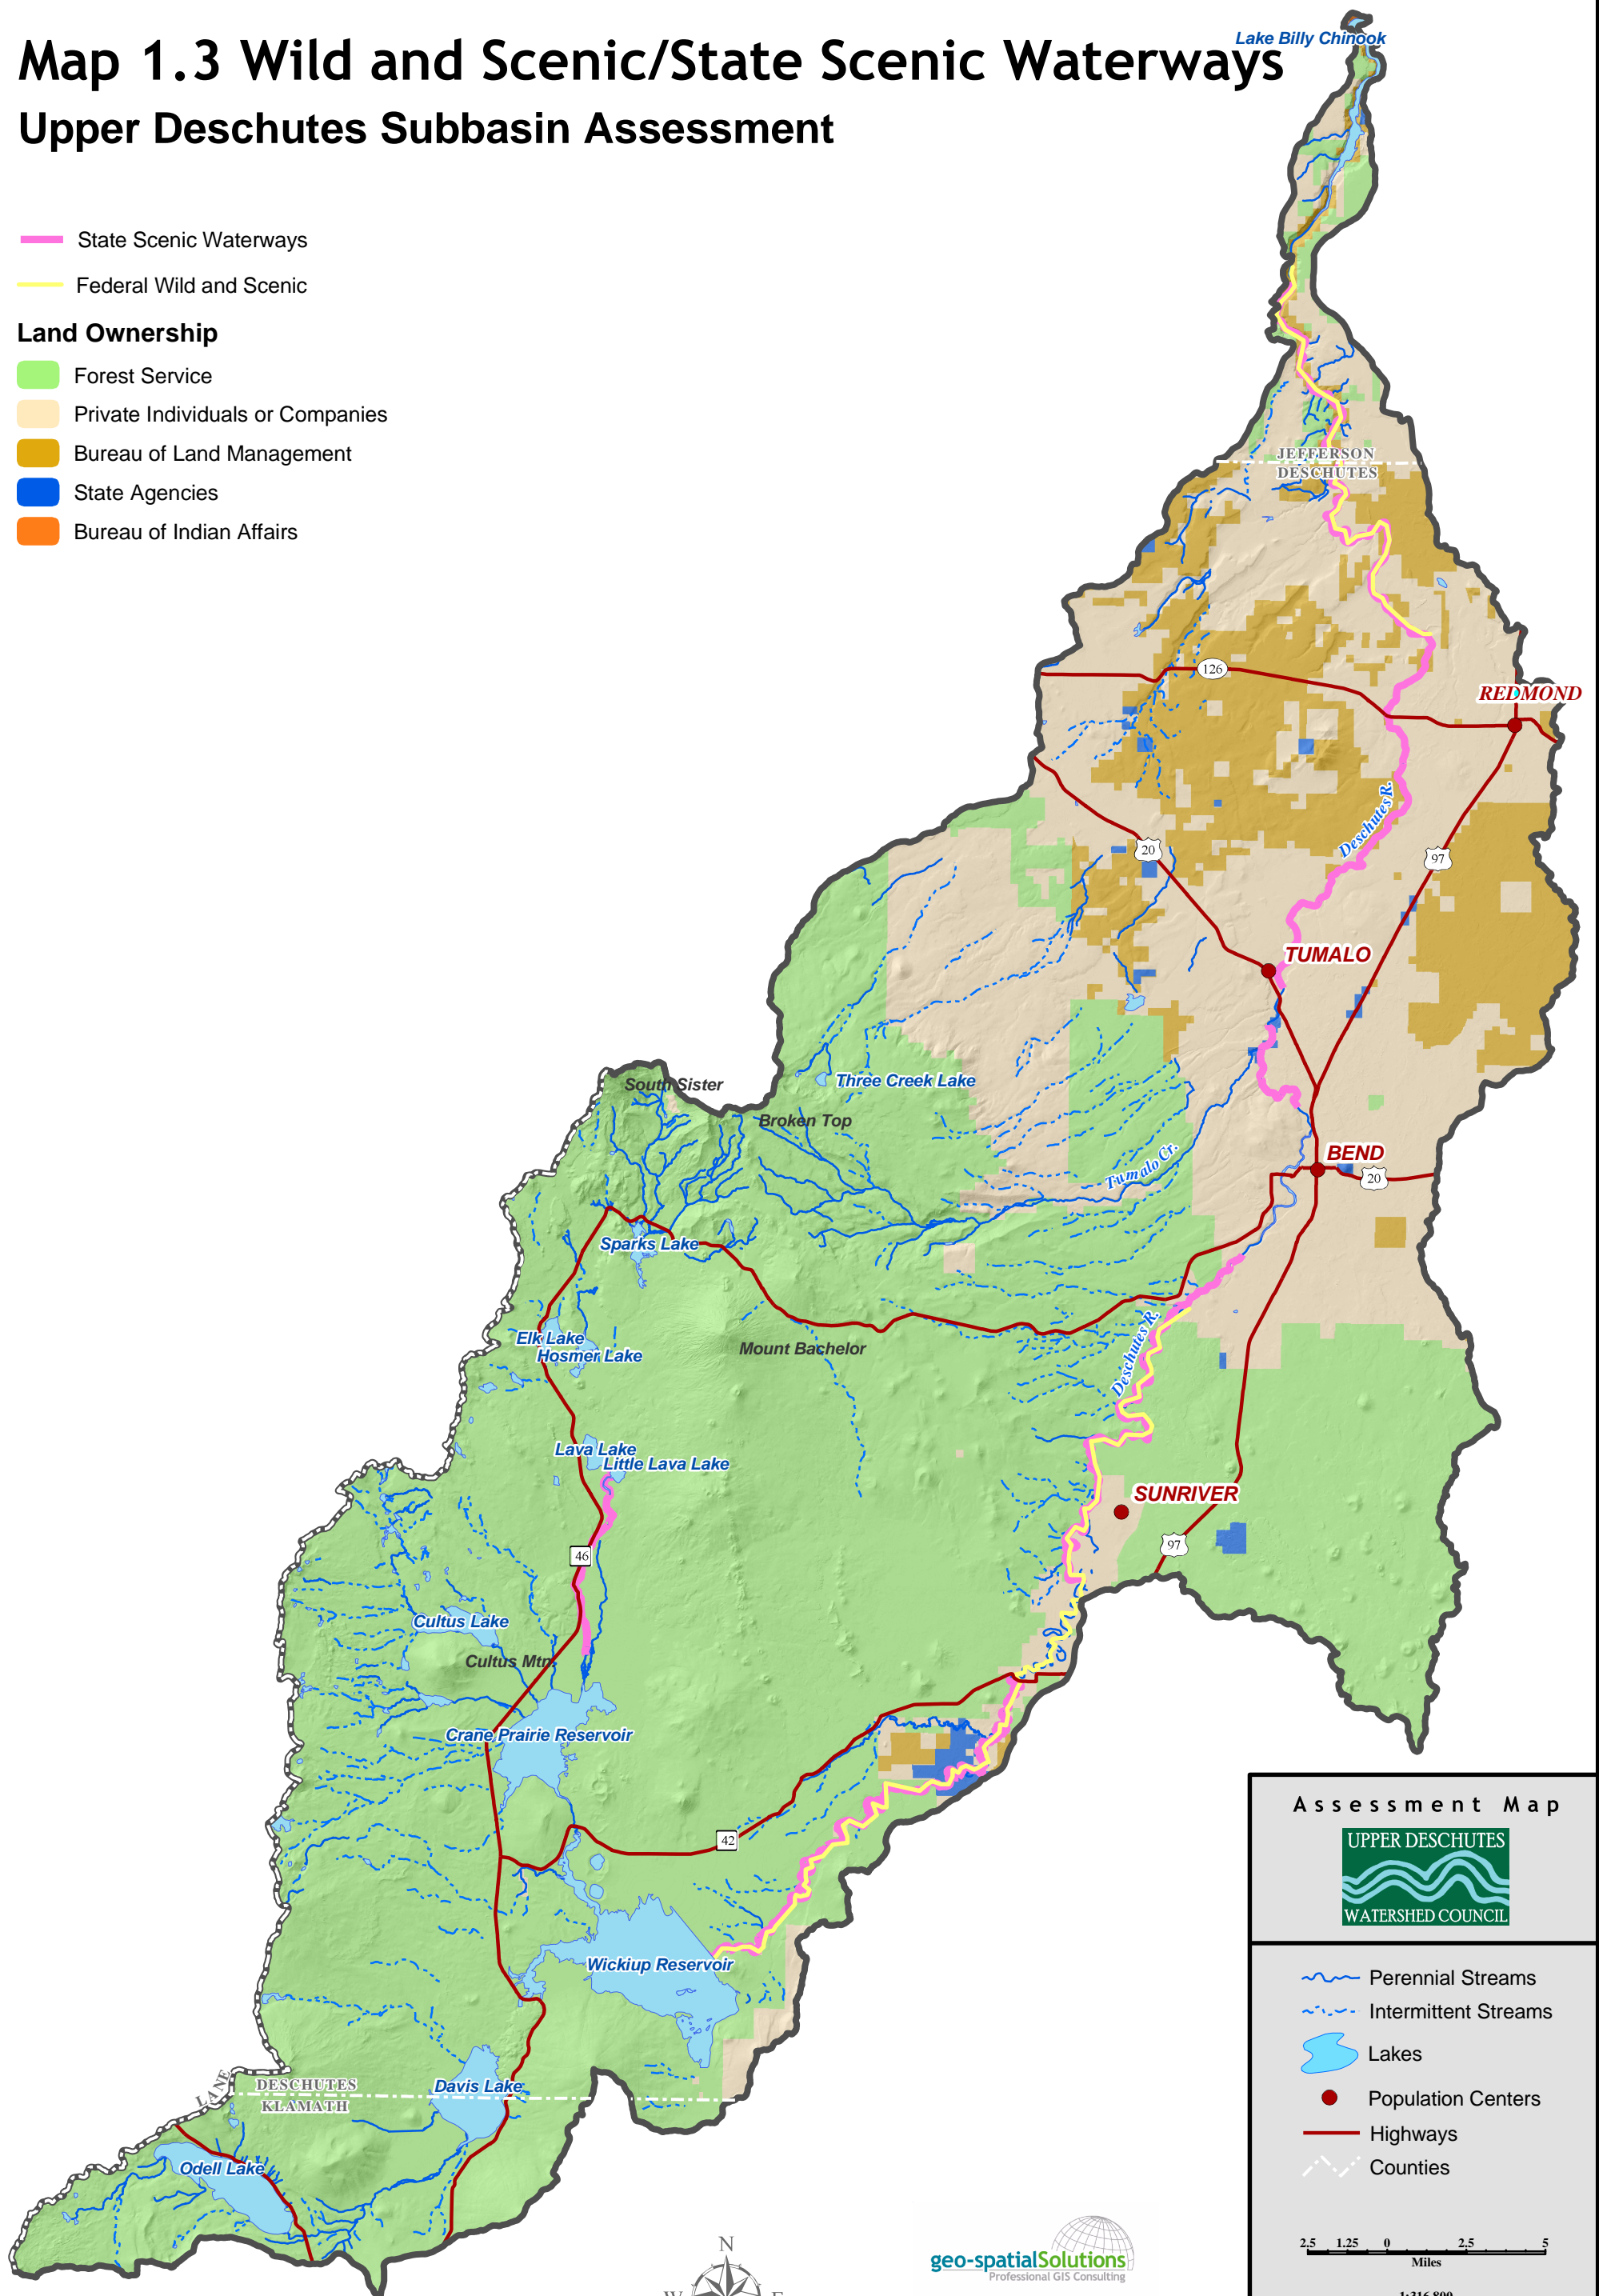 Map 1.3 Wild and Scenic/State Scenic Waterways
Upper Deschutes Subbasin Assessment
State Scenic Waterways
Federal Wild and Scenic
Land Ownership
Forest Service
Private Individuals or Companies
Bureau of Land Management
State Agencies
Bureau of Indian Affairs
Lake Billy Chinook
JEFFERSON
DESCHUTES
126
REDMOND
Deschutes R.
20
97
TUMALO
Three Creek Lake
South Sister
Broken Top
Tumalo Cr.
BEND
20
Sparks Lake
Elk Lake
Hosmer Lake
Mount Bachelor
Deschutes R.
Lava Lake
Little Lava Lake
SUNRIVER
97
46
Cultus Lake
Cultus Mtn.
Crane Prairie Reservoir
42
Wickiup Reservoir
LANE
DESCHUTES
KLAMATH
Davis Lake
Odell Lake
Assessment Map
UPPER DESCHUTES
WATERSHED COUNCIL
Perennial Streams
Intermittent Streams
Lakes
Population Centers
Highways
Counties
2.5 1.25 0 2.5 5
Miles
1:316,800
N
W E
geo-spatialSolutions
Professional GIS Consulting